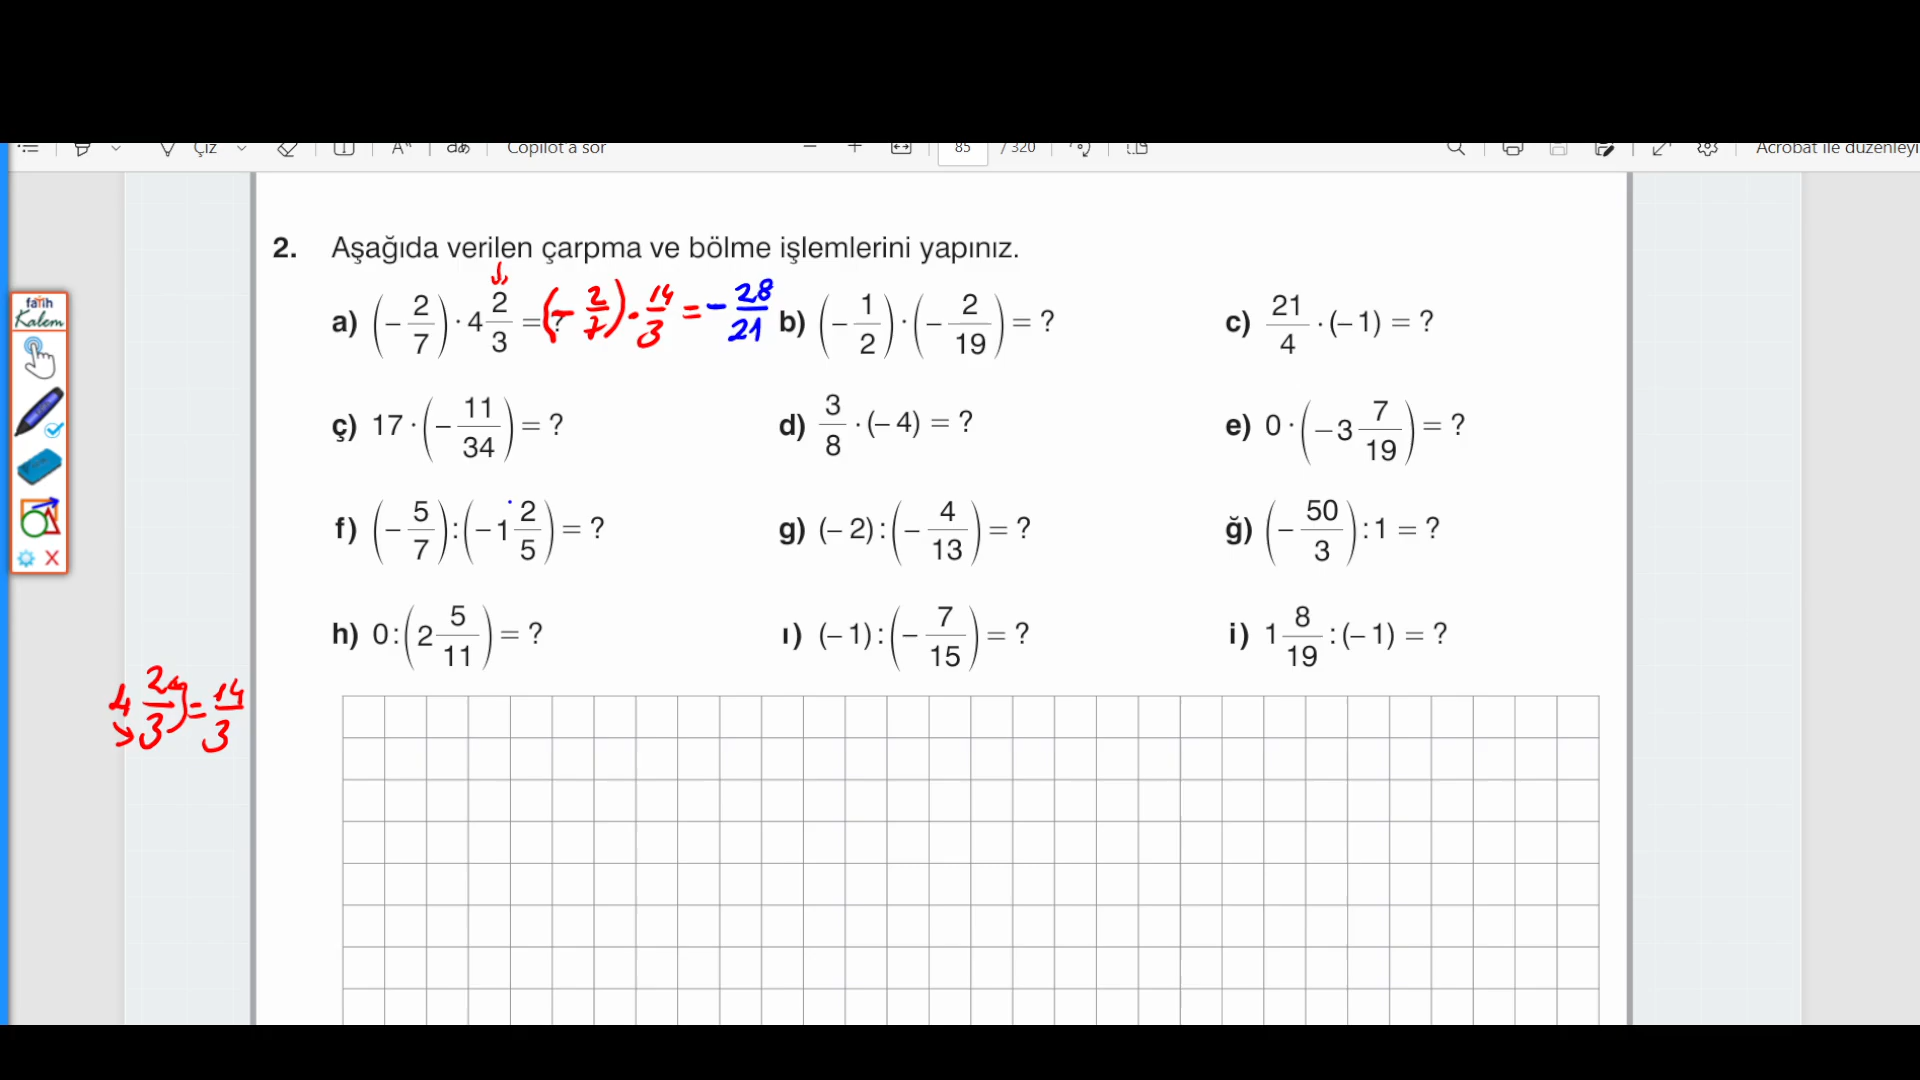 Çiz
Copilot'a sor
85 / 320
Acrobat ile düzenleyi
fatih
Kalem
2. Aşağıda verilen çarpma ve bölme işlemlerini yapınız.
a) (-2/7) · 4 2/3 = ? (-2/7) · 14/3 = -28/21
b) (-1/2) · (-2/19) = ?
c) 21/4 · (-1) = ?
ç) 17 · (-11/34) = ?
d) 3/8 · (-4) = ?
e) 0 · (-3 7/19) = ?
f) (-5/7) : (-1 2/5) = ?
g) (-2) : (-4/13) = ?
ğ) (-50/3) : 1 = ?
h) 0 : (2 5/11) = ?
ı) (-1) : (-7/15) = ?
i) 1 8/19 : (-1) = ?
4 2/3 = 14/3